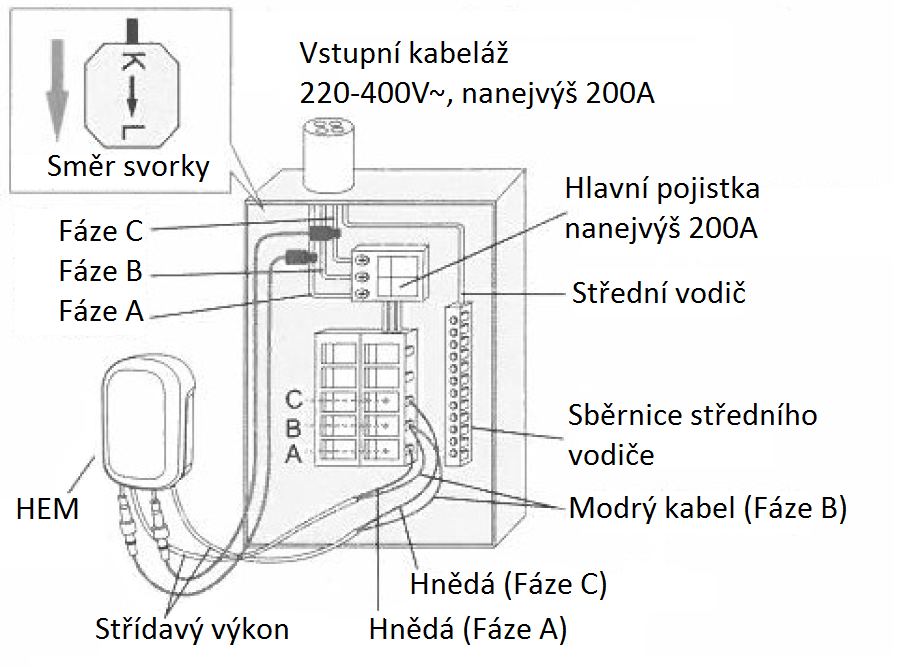 K
L
Směr svorky
Vstupní kabeláž
220-400V~, nanejvýš 200A
Hlavní pojistka
nanejvýš 200A
Fáze C
Fáze B
Fáze A
Střední vodič
C
B
A
Sběrnice středního
vodiče
HEM
Modrý kabel (Fáze B)
Hnědá (Fáze C)
Střídavý výkon
Hnědá (Fáze A)